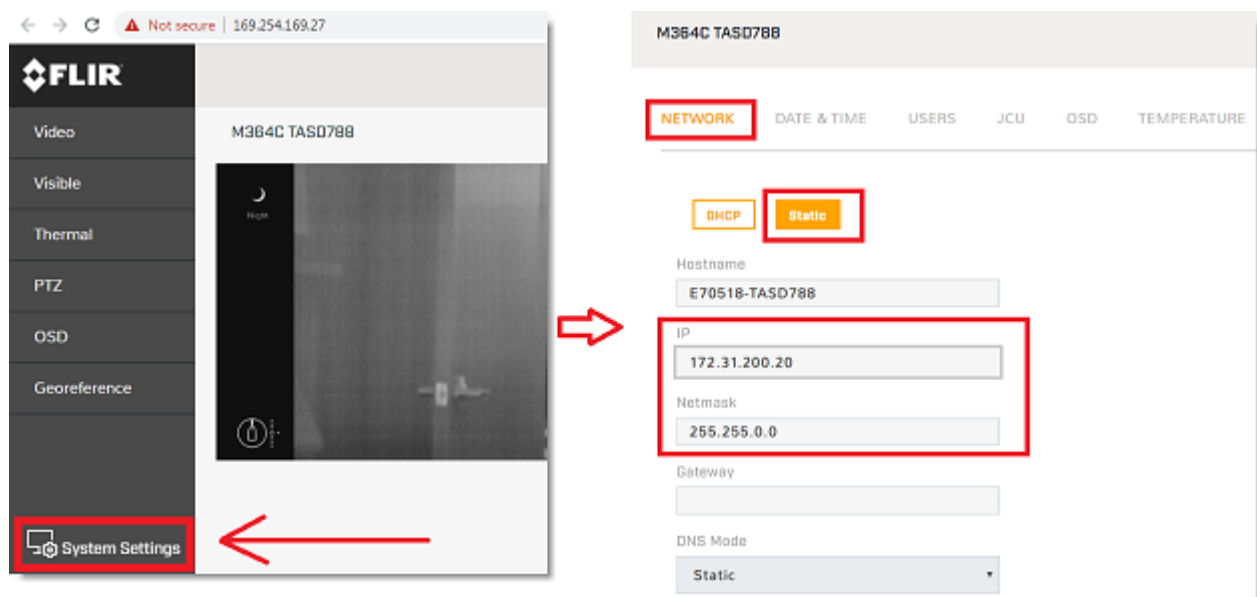 Not secure | 169.254.169.27
FLIR
Video
Visible
Thermal
PTZ
OSD
Georeference
System Settings
M364C TASD788
Night
M364C TASD788
NETWORK DATE & TIME USERS JCU OSD TEMPERATURE
DHCP Static
Hostname
E70518-TASD788
IP
172.31.200.20
Netmask
255.255.0.0
Gateway
DNS Mode
Static